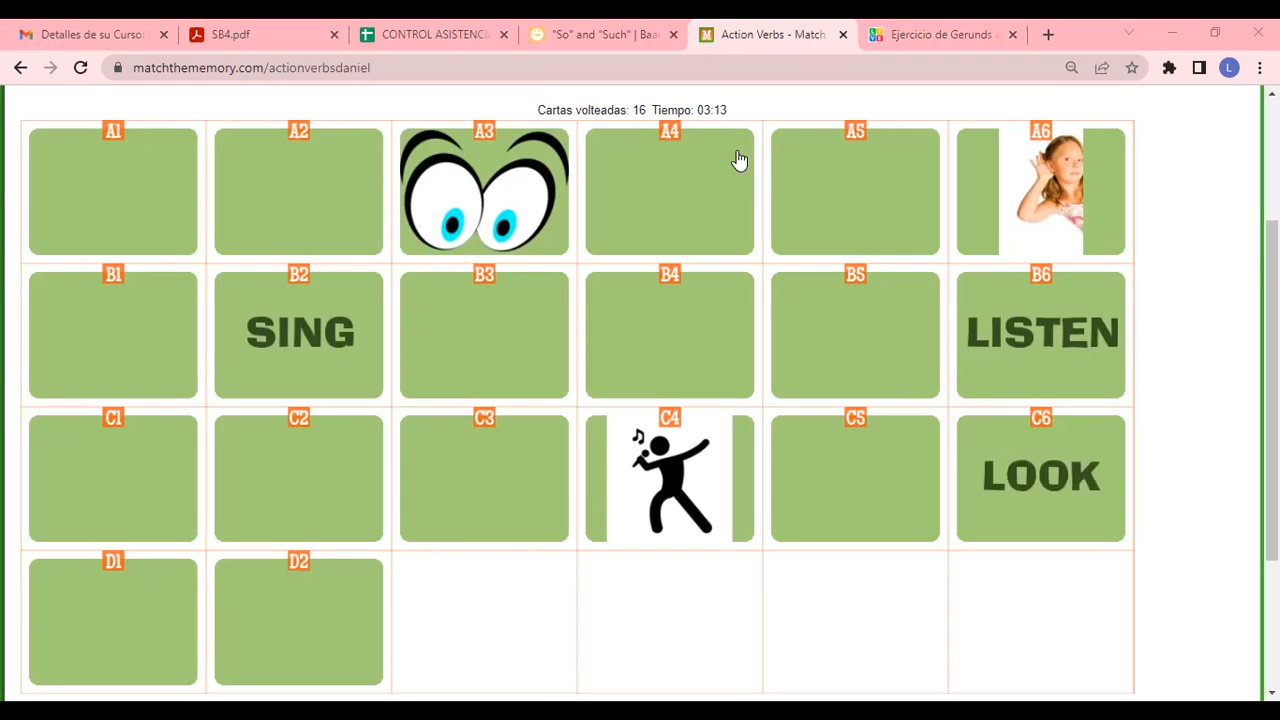 Detalles de su Curso: SB4.pdf CONTROL ASISTENCI "So" and "Such" | Baa Action Verbs - Match Ejercicio de Gerunds a
matchthememory.com/actionverbsdaniel L
Cartas volteadas: 16 Tiempo: 03:13
A1 A2 A3 A4 A5 A6
B1 B2 B3 B4 B5 B6
SING LISTEN
C1 C2 C3 C4 C5 C6
LOOK
D1 D2